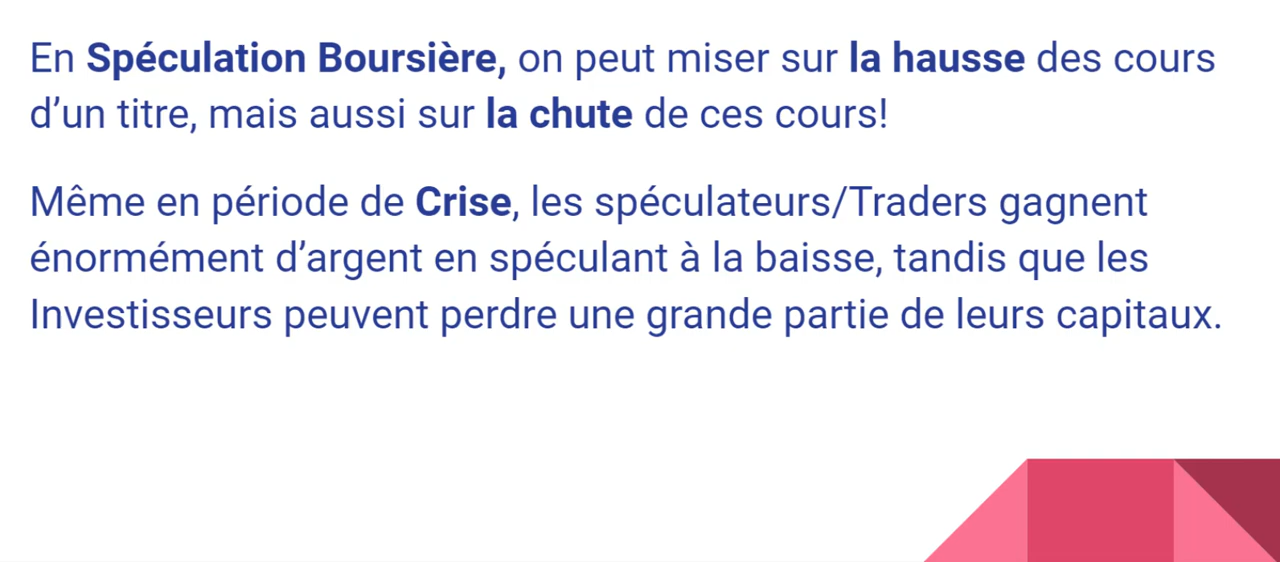 En Spéculation Boursière, on peut miser sur la hausse des cours
d’un titre, mais aussi sur la chute de ces cours!
Même en période de Crise, les spéculateurs/Traders gagnent
énormément d’argent en spéculant à la baisse, tandis que les
Investisseurs peuvent perdre une grande partie de leurs capitaux.